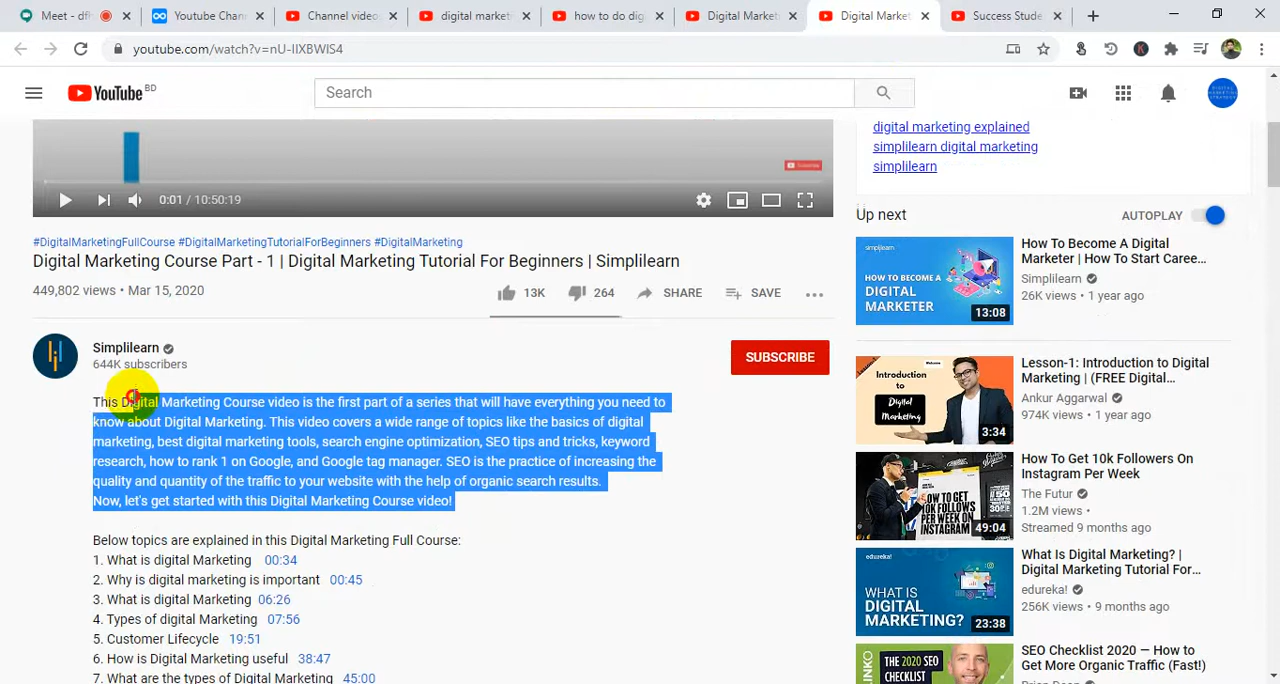 Meet - dfh
Youtube Chan
Channel video
digital market
how to do dig
Digital Market
Digital Market
Success Stude
youtube.com/watch?v=nU-IIXBWlS4
YouTube BD
Search
0:01 / 10:50:19
#DigitalMarketingFullCourse #DigitalMarketingTutorialForBeginners #DigitalMarketing
Digital Marketing Course Part - 1 | Digital Marketing Tutorial For Beginners | Simplilearn
449,802 views • Mar 15, 2020
13K
264
SHARE
SAVE
Simplilearn
644K subscribers
SUBSCRIBE
This Digital Marketing Course video is the first part of a series that will have everything you need to
know about Digital Marketing. This video covers a wide range of topics like the basics of digital
marketing, best digital marketing tools, search engine optimization, SEO tips and tricks, keyword
research, how to rank 1 on Google, and Google tag manager. SEO is the practice of increasing the
quality and quantity of the traffic to your website with the help of organic search results.
Now, let's get started with this Digital Marketing Course video!
Below topics are explained in this Digital Marketing Full Course:
1. What is digital Marketing 00:34
2. Why is digital marketing is important 00:45
3. What is digital Marketing 06:26
4. Types of digital Marketing 07:56
5. Customer Lifecycle 19:51
6. How is Digital Marketing useful 38:47
7. What are the types of Digital Marketing 45:00
digital marketing explained
simplilearn digital marketing
simplilearn
Up next
AUTOPLAY
simplilearn
HOW TO BECOME A
DIGITAL
MARKETER
13:08
How To Become A Digital
Marketer | How To Start Caree...
Simplilearn
26K views • 1 year ago
Introduction
to
Digital
Marketing
3:34
Lesson-1: Introduction to Digital
Marketing | (FREE Digital...
Ankur Aggarwal
974K views • 1 year ago
HOW TO GET
10K FOLLOWS
PER WEEK ON
INSTAGRAM
49:04
How To Get 10k Followers On
Instagram Per Week
The Futur
1.2M views •
Streamed 9 months ago
edureka!
WHAT IS
DIGITAL
MARKETING?
23:38
What Is Digital Marketing? |
Digital Marketing Tutorial For...
edureka!
256K views • 9 months ago
THE 2020 SEO
CHECKLIST
SEO Checklist 2020 — How to
Get More Organic Traffic (Fast!)